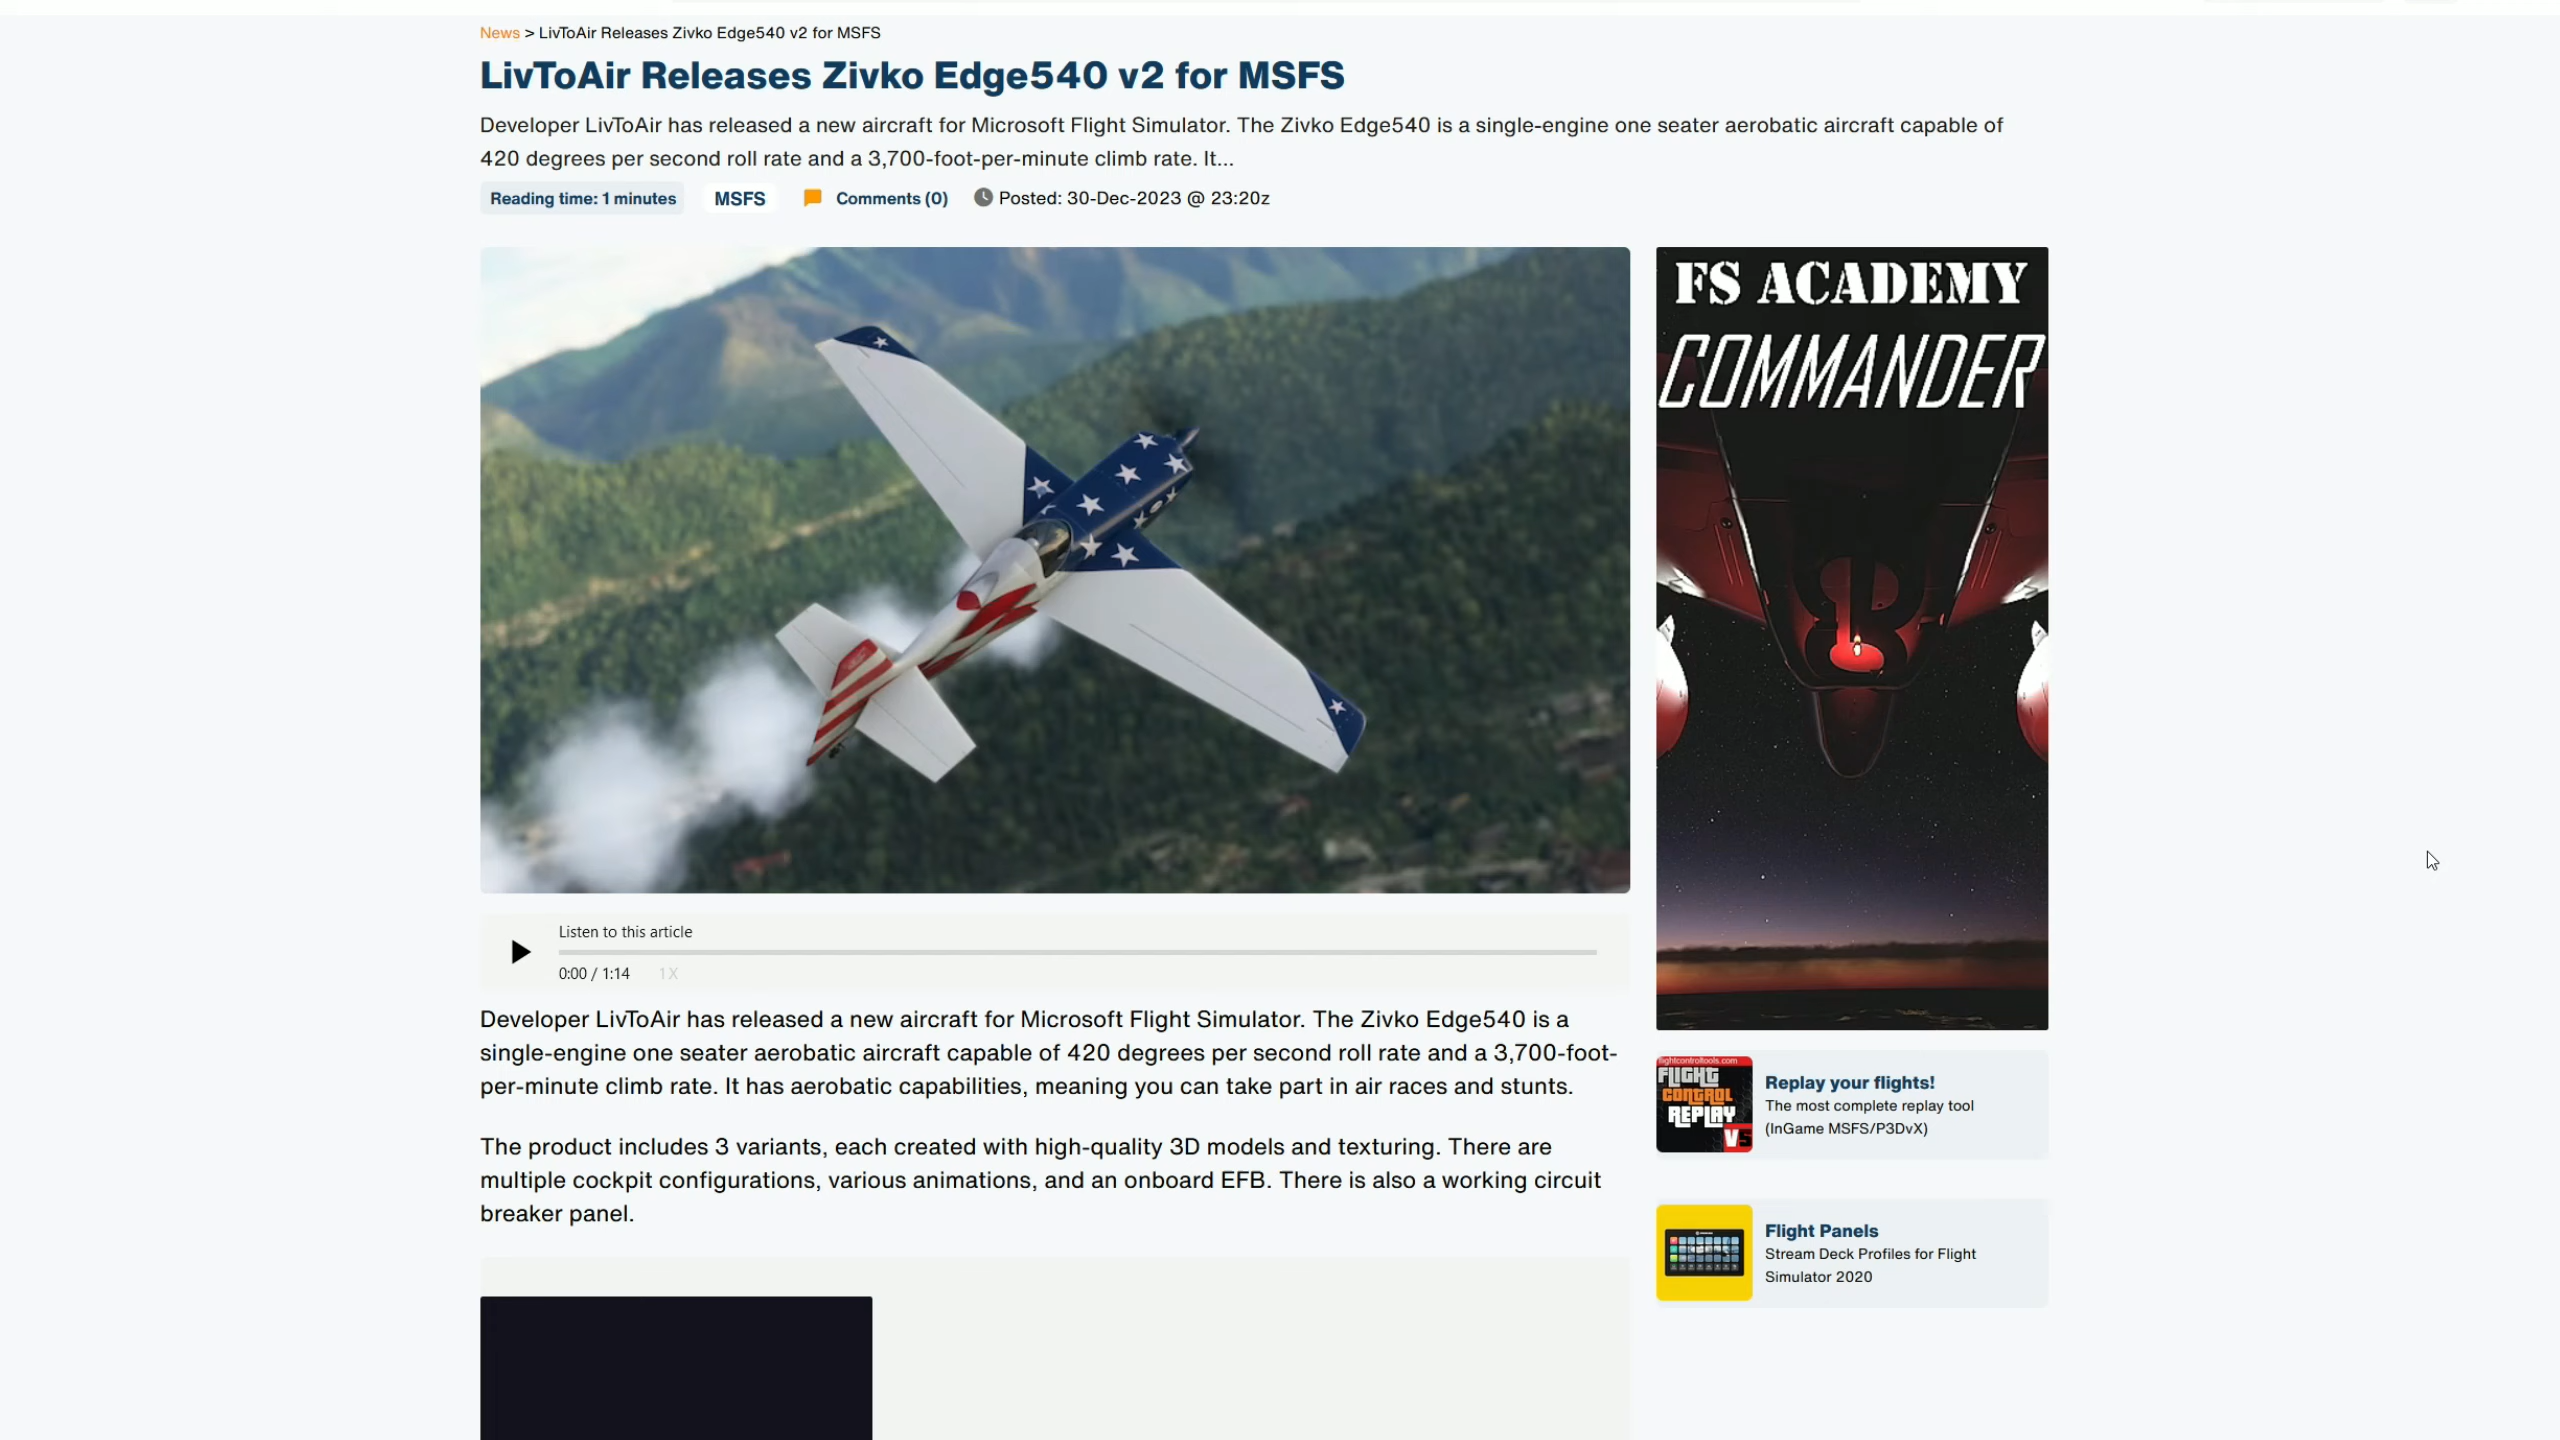 News > LivToAir Releases Zivko Edge540 v2 for MSFS
LivToAir Releases Zivko Edge540 v2 for MSFS
Developer LivToAir has released a new aircraft for Microsoft Flight Simulator. The Zivko Edge540 is a single-engine one seater aerobatic aircraft capable of
420 degrees per second roll rate and a 3,700-foot-per-minute climb rate. It...
Reading time: 1 minutes MSFS Comments (0) Posted: 30-Dec-2023 @ 23:20z
FS ACADEMY
COMMANDER
Listen to this article
0:00 / 1:14 1X
Developer LivToAir has released a new aircraft for Microsoft Flight Simulator. The Zivko Edge540 is a
single-engine one seater aerobatic aircraft capable of 420 degrees per second roll rate and a 3,700-foot-
per-minute climb rate. It has aerobatic capabilities, meaning you can take part in air races and stunts.
The product includes 3 variants, each created with high-quality 3D models and texturing. There are
multiple cockpit configurations, various animations, and an onboard EFB. There is also a working circuit
breaker panel.
flightcontroltools.com
FLIGHT
CONTROL
REPLAY
V5
Replay your flights!
The most complete replay tool
(InGame MSFS/P3DvX)
Flight Panels
Stream Deck Profiles for Flight
Simulator 2020